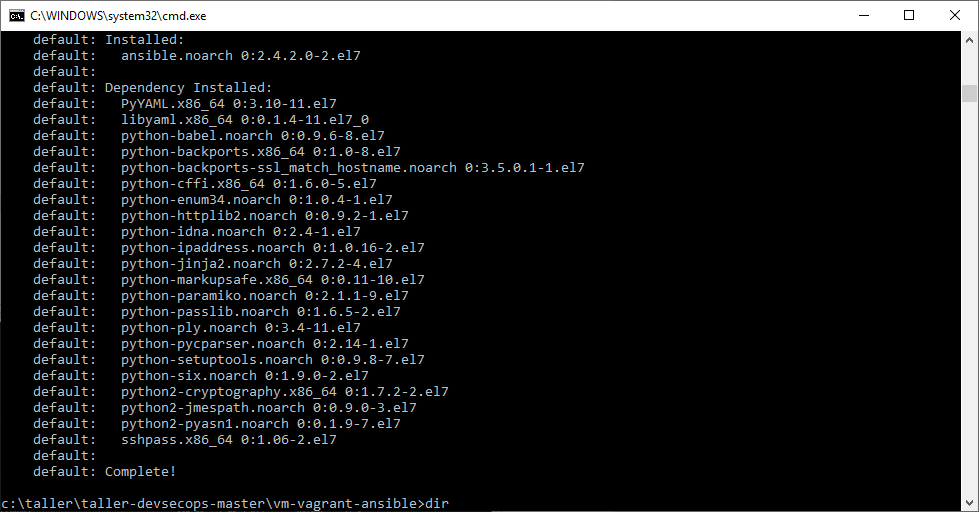 C:\WINDOWS\system32\cmd.exe
default: Installed:
default:   ansible.noarch 0:2.4.2.0-2.el7
default:
default: Dependency Installed:
default:   PyYAML.x86_64 0:3.10-11.el7
default:   libyaml.x86_64 0:0.1.4-11.el7_0
default:   python-babel.noarch 0:0.9.6-8.el7
default:   python-backports.x86_64 0:1.0-8.el7
default:   python-backports-ssl_match_hostname.noarch 0:3.5.0.1-1.el7
default:   python-cffi.x86_64 0:1.6.0-5.el7
default:   python-enum34.noarch 0:1.0.4-1.el7
default:   python-httplib2.noarch 0:0.9.2-1.el7
default:   python-idna.noarch 0:2.4-1.el7
default:   python-ipaddress.noarch 0:1.0.16-2.el7
default:   python-jinja2.noarch 0:2.7.2-4.el7
default:   python-markupsafe.x86_64 0:0.11-10.el7
default:   python-paramiko.noarch 0:2.1.1-9.el7
default:   python-passlib.noarch 0:1.6.5-2.el7
default:   python-ply.noarch 0:3.4-11.el7
default:   python-pycparser.noarch 0:2.14-1.el7
default:   python-setuptools.noarch 0:0.9.8-7.el7
default:   python-six.noarch 0:1.9.0-2.el7
default:   python2-cryptography.x86_64 0:1.7.2-2.el7
default:   python2-jmespath.noarch 0:0.9.0-3.el7
default:   python2-pyasn1.noarch 0:0.1.9-7.el7
default:   sshpass.x86_64 0:1.06-2.el7
default:
default: Complete!
c:\taller\taller-devsecops-master\vm-vagrant-ansible>dir